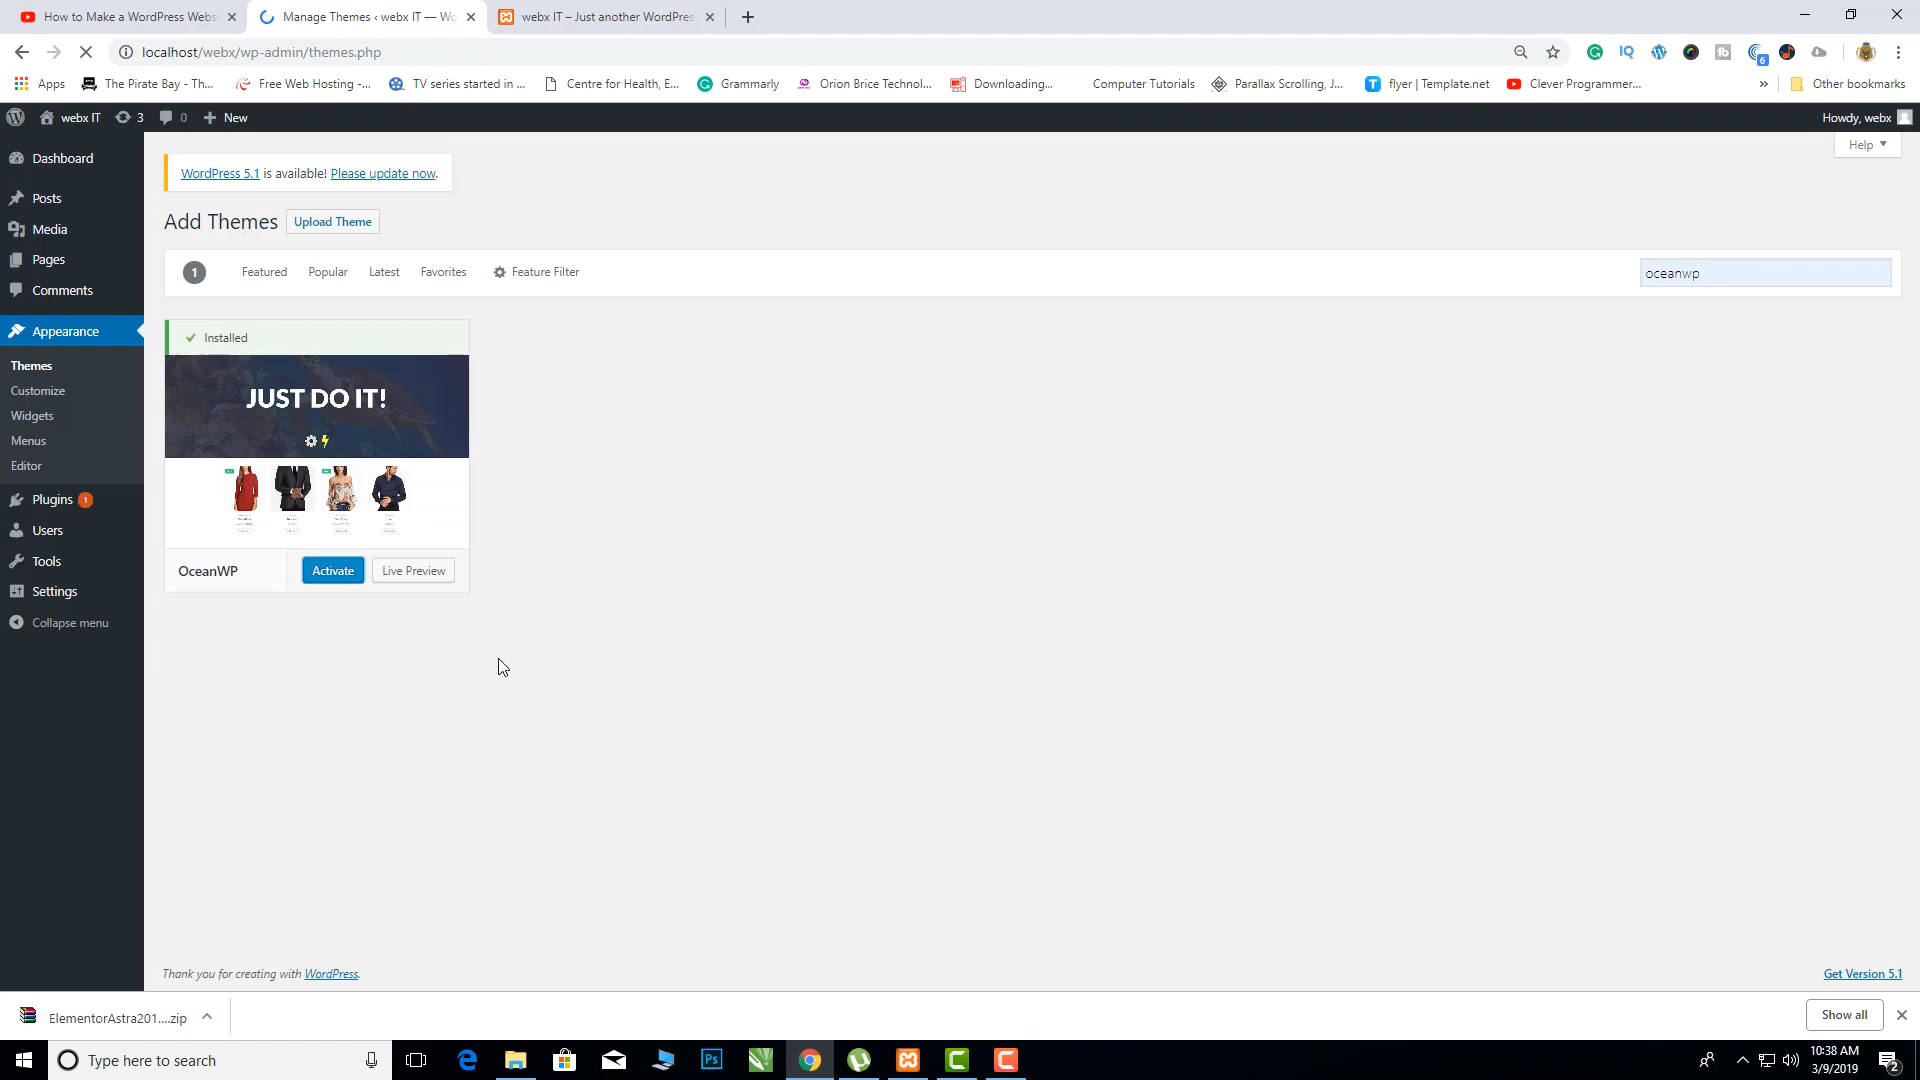 How to Make a WordPress Websi
Manage Themes ‹ webx IT — Wo
webx IT – Just another WordPres
localhost/webx/wp-admin/themes.php
Apps
The Pirate Bay - Th...
Free Web Hosting -...
TV series started in ...
Centre for Health, E...
Grammarly
Orion Brice Technol...
Downloading...
Computer Tutorials
Parallax Scrolling, J...
flyer | Template.net
Clever Programmer...
»
Other bookmarks
webx IT
3
0
New
Howdy, webx
Dashboard
Posts
Media
Pages
Comments
Appearance
Themes
Customize
Widgets
Menus
Editor
Plugins 1
Users
Tools
Settings
Collapse menu
Help
WordPress 5.1 is available! Please update now.
Add Themes
Upload Theme
1
Featured
Popular
Latest
Favorites
Feature Filter
oceanwp
Installed
JUST DO IT!
OceanWP
Activate
Live Preview
Thank you for creating with WordPress.
Get Version 5.1
ElementorAstra201....zip
Show all
Type here to search
10:38 AM
3/9/2019
2